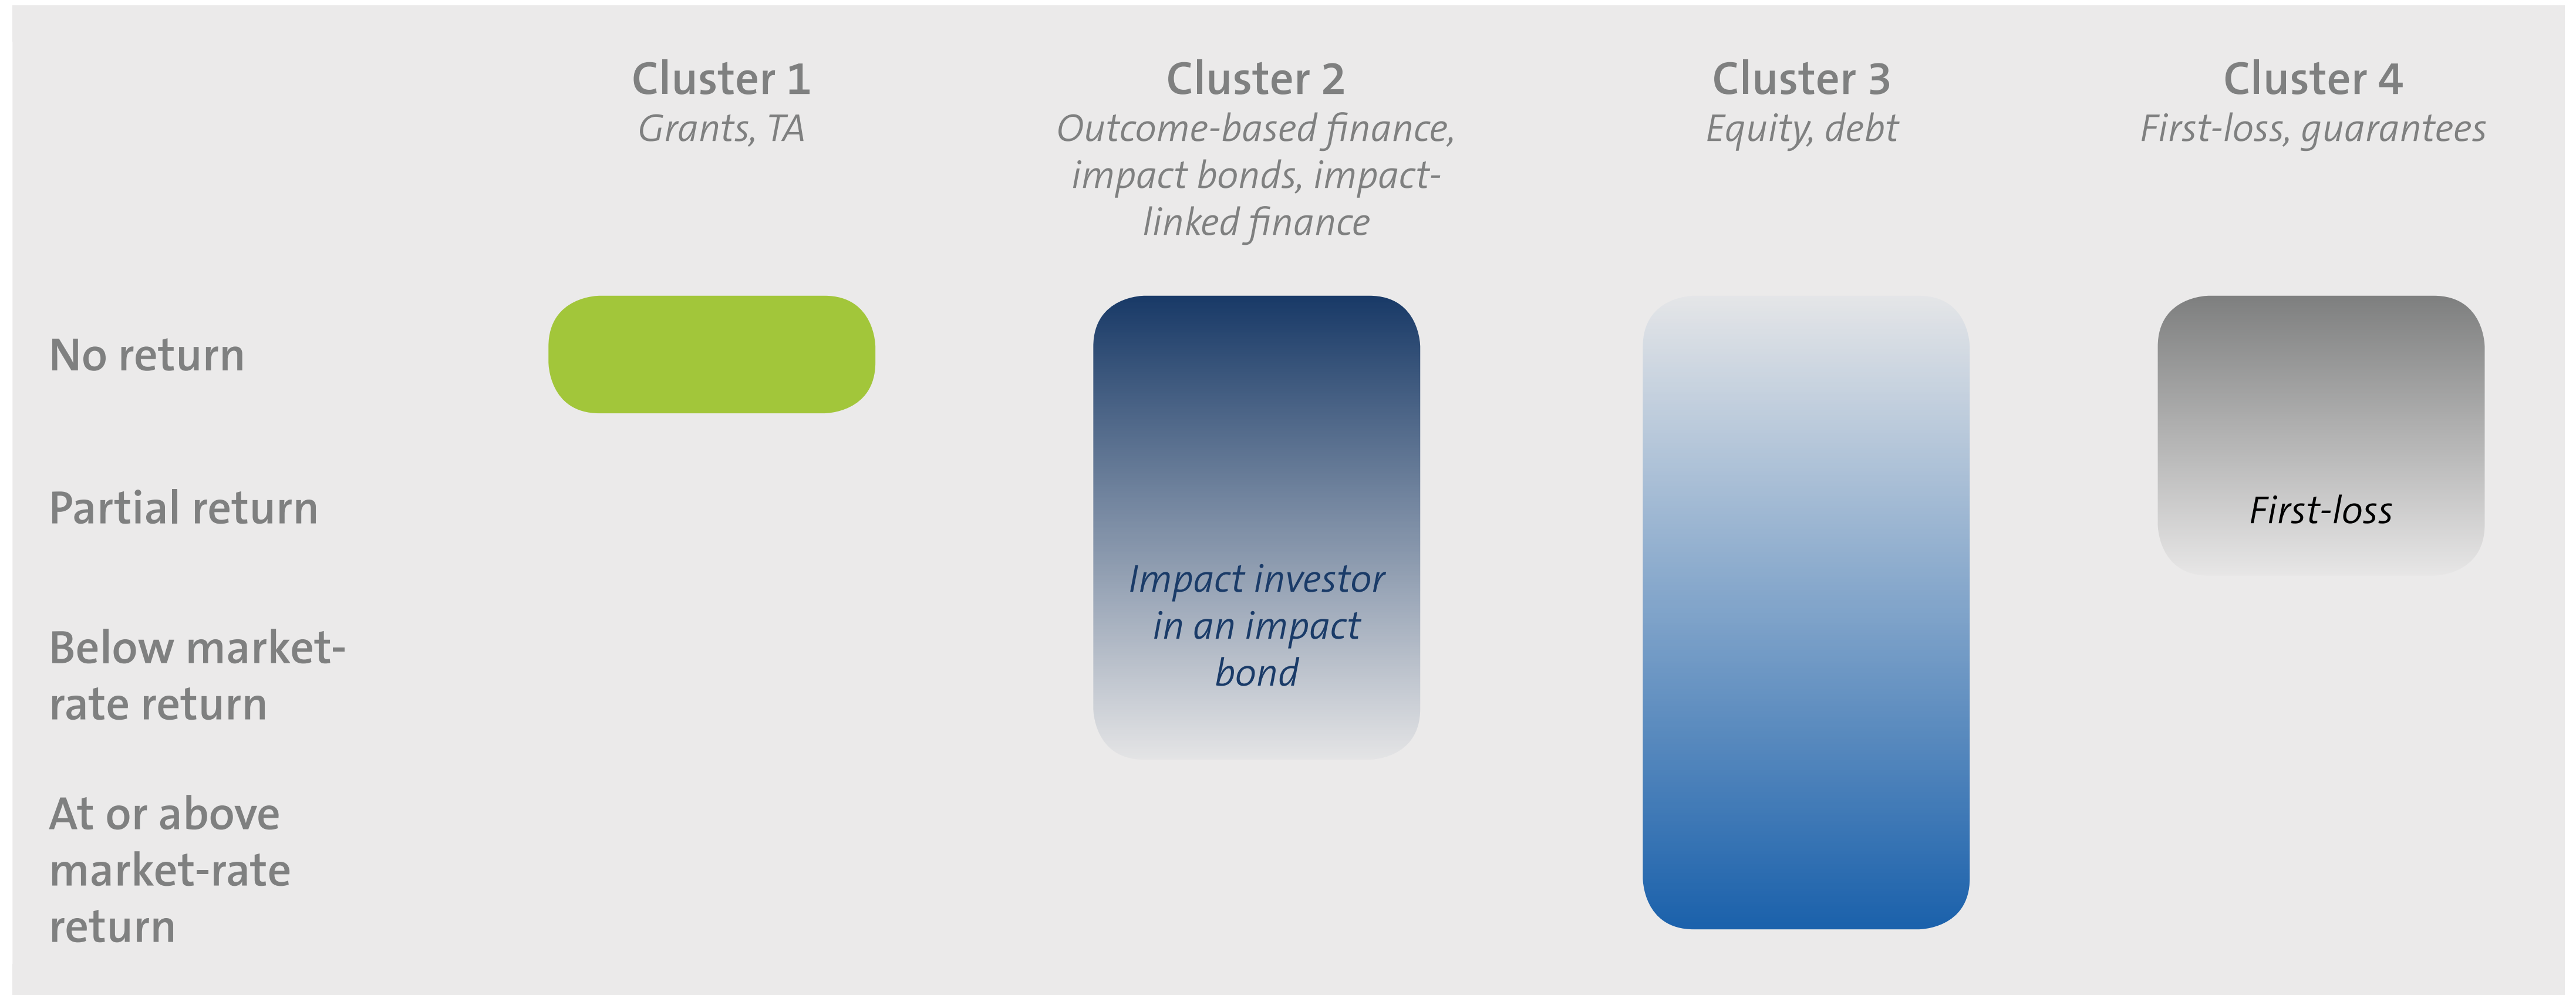 Cluster 1
Grants, TA
Cluster 2
Outcome-based finance,
impact bonds, impact-
linked finance
Cluster 3
Equity, debt
Cluster 4
First-loss, guarantees
No return
Partial return
First-loss
Impact investor
in an impact
bond
Below market-
rate return
At or above
market-rate
return